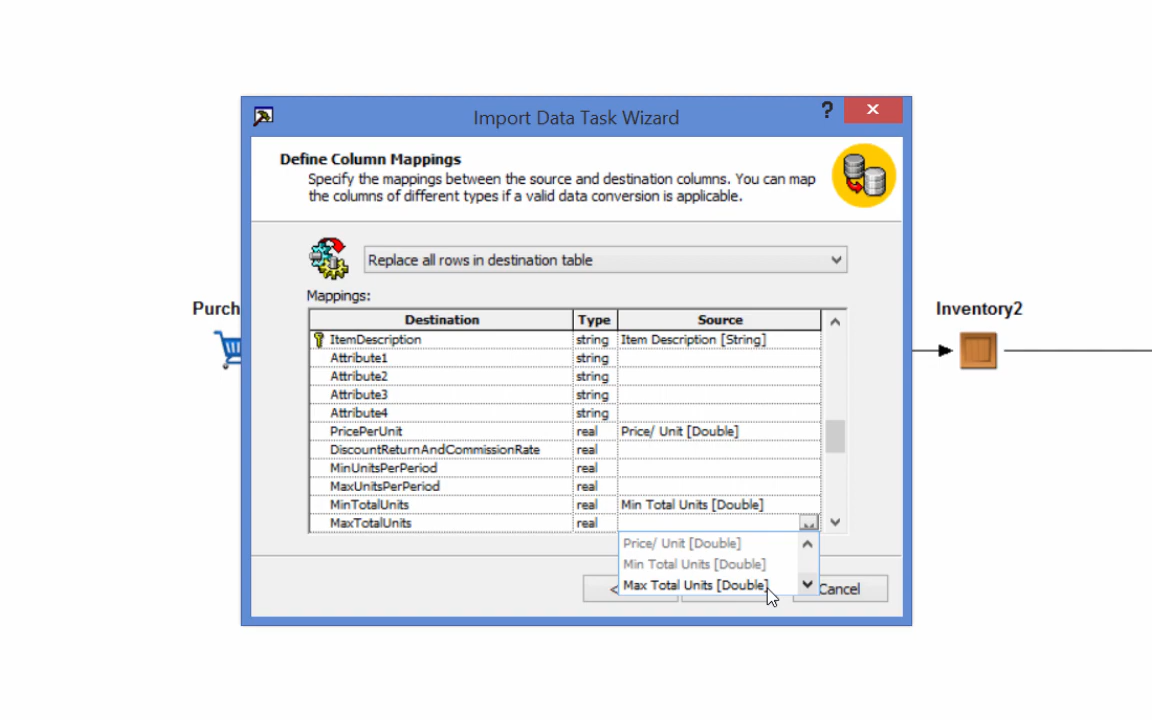 Import Data Task Wizard
?
Define Column Mappings
Specify the mappings between the source and destination columns. You can map
the columns of different types if a valid data conversion is applicable.
Replace all rows in destination table
Purch
Inventory2
Mappings:
Destination Type Source
ItemDescription string Item Description [String]
Attribute1 string
Attribute2 string
Attribute3 string
Attribute4 string
PricePerUnit real Price/ Unit [Double]
DiscountReturnAndCommissionRate real
MinUnitsPerPeriod real
MaxUnitsPerPeriod real
MinTotalUnits real Min Total Units [Double]
MaxTotalUnits real
Price/ Unit [Double]
Min Total Units [Double]
Max Total Units [Double]
< Cancel